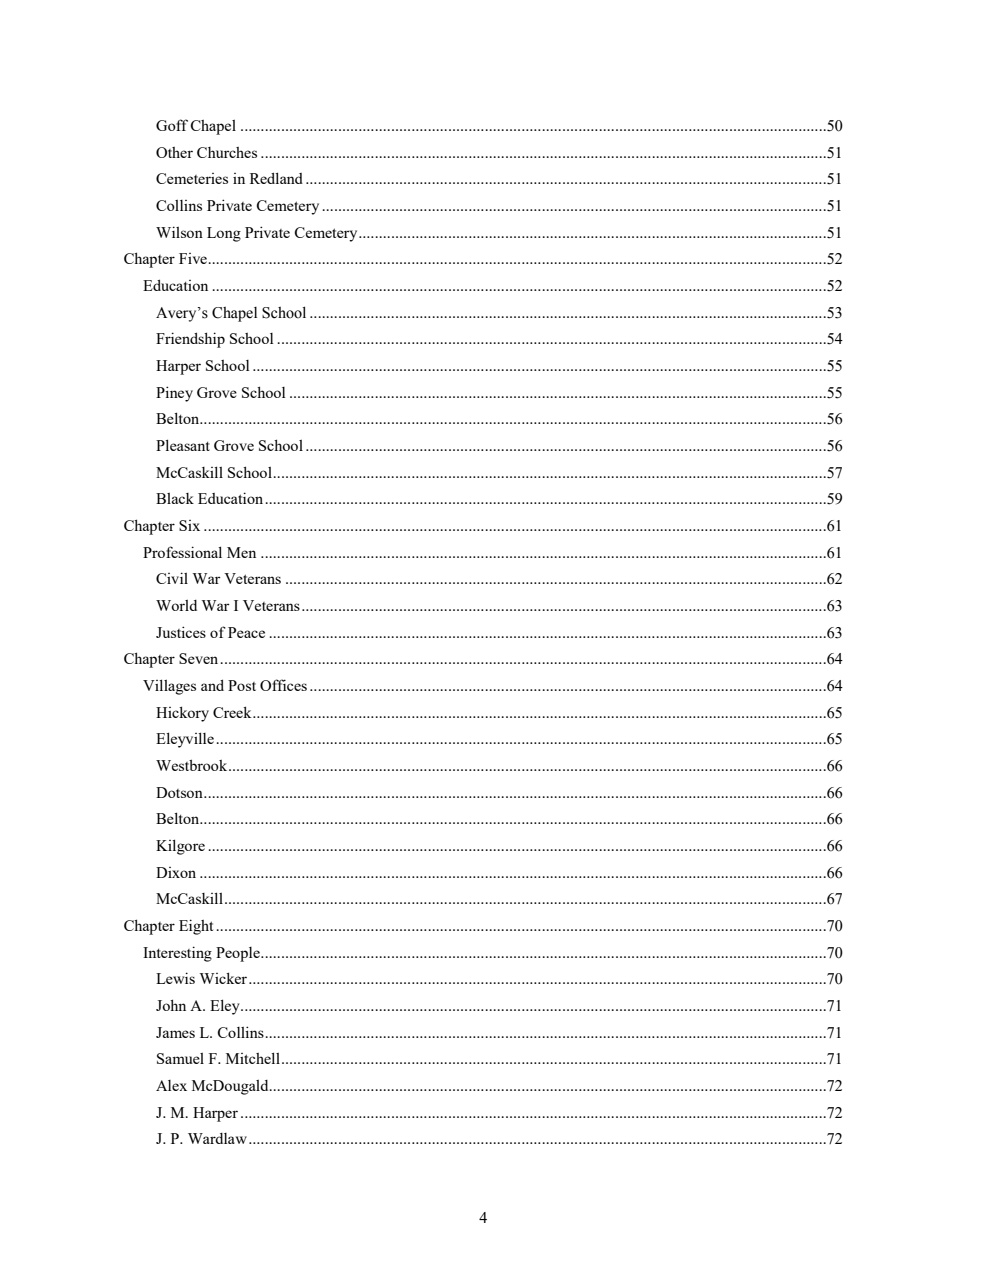 Goff Chapel ....................................................................................................................................................50
Other Churches ...............................................................................................................................................51
Cemeteries in Redland ....................................................................................................................................51
Collins Private Cemetery ................................................................................................................................51
Wilson Long Private Cemetery.......................................................................................................................51
Chapter Five............................................................................................................................................................52
Education ..........................................................................................................................................................52
Avery’s Chapel School ...................................................................................................................................53
Friendship School ...........................................................................................................................................54
Harper School .................................................................................................................................................55
Piney Grove School ........................................................................................................................................55
Belton..............................................................................................................................................................56
Pleasant Grove School ....................................................................................................................................56
McCaskill School............................................................................................................................................57
Black Education ..............................................................................................................................................59
Chapter Six .............................................................................................................................................................61
Professional Men ..............................................................................................................................................61
Civil War Veterans .........................................................................................................................................62
World War I Veterans.....................................................................................................................................63
Justices of Peace .............................................................................................................................................63
Chapter Seven.........................................................................................................................................................64
Villages and Post Offices ..................................................................................................................................64
Hickory Creek.................................................................................................................................................65
Eleyville..........................................................................................................................................................65
Westbrook.......................................................................................................................................................66
Dotson.............................................................................................................................................................66
Belton..............................................................................................................................................................66
Kilgore ............................................................................................................................................................66
Dixon ..............................................................................................................................................................66
McCaskill........................................................................................................................................................67
Chapter Eight..........................................................................................................................................................70
Interesting People..............................................................................................................................................70
Lewis Wicker..................................................................................................................................................70
John A. Eley....................................................................................................................................................71
James L. Collins..............................................................................................................................................71
Samuel F. Mitchell..........................................................................................................................................71
Alex McDougald.............................................................................................................................................72
J. M. Harper ....................................................................................................................................................72
J. P. Wardlaw..................................................................................................................................................72
4